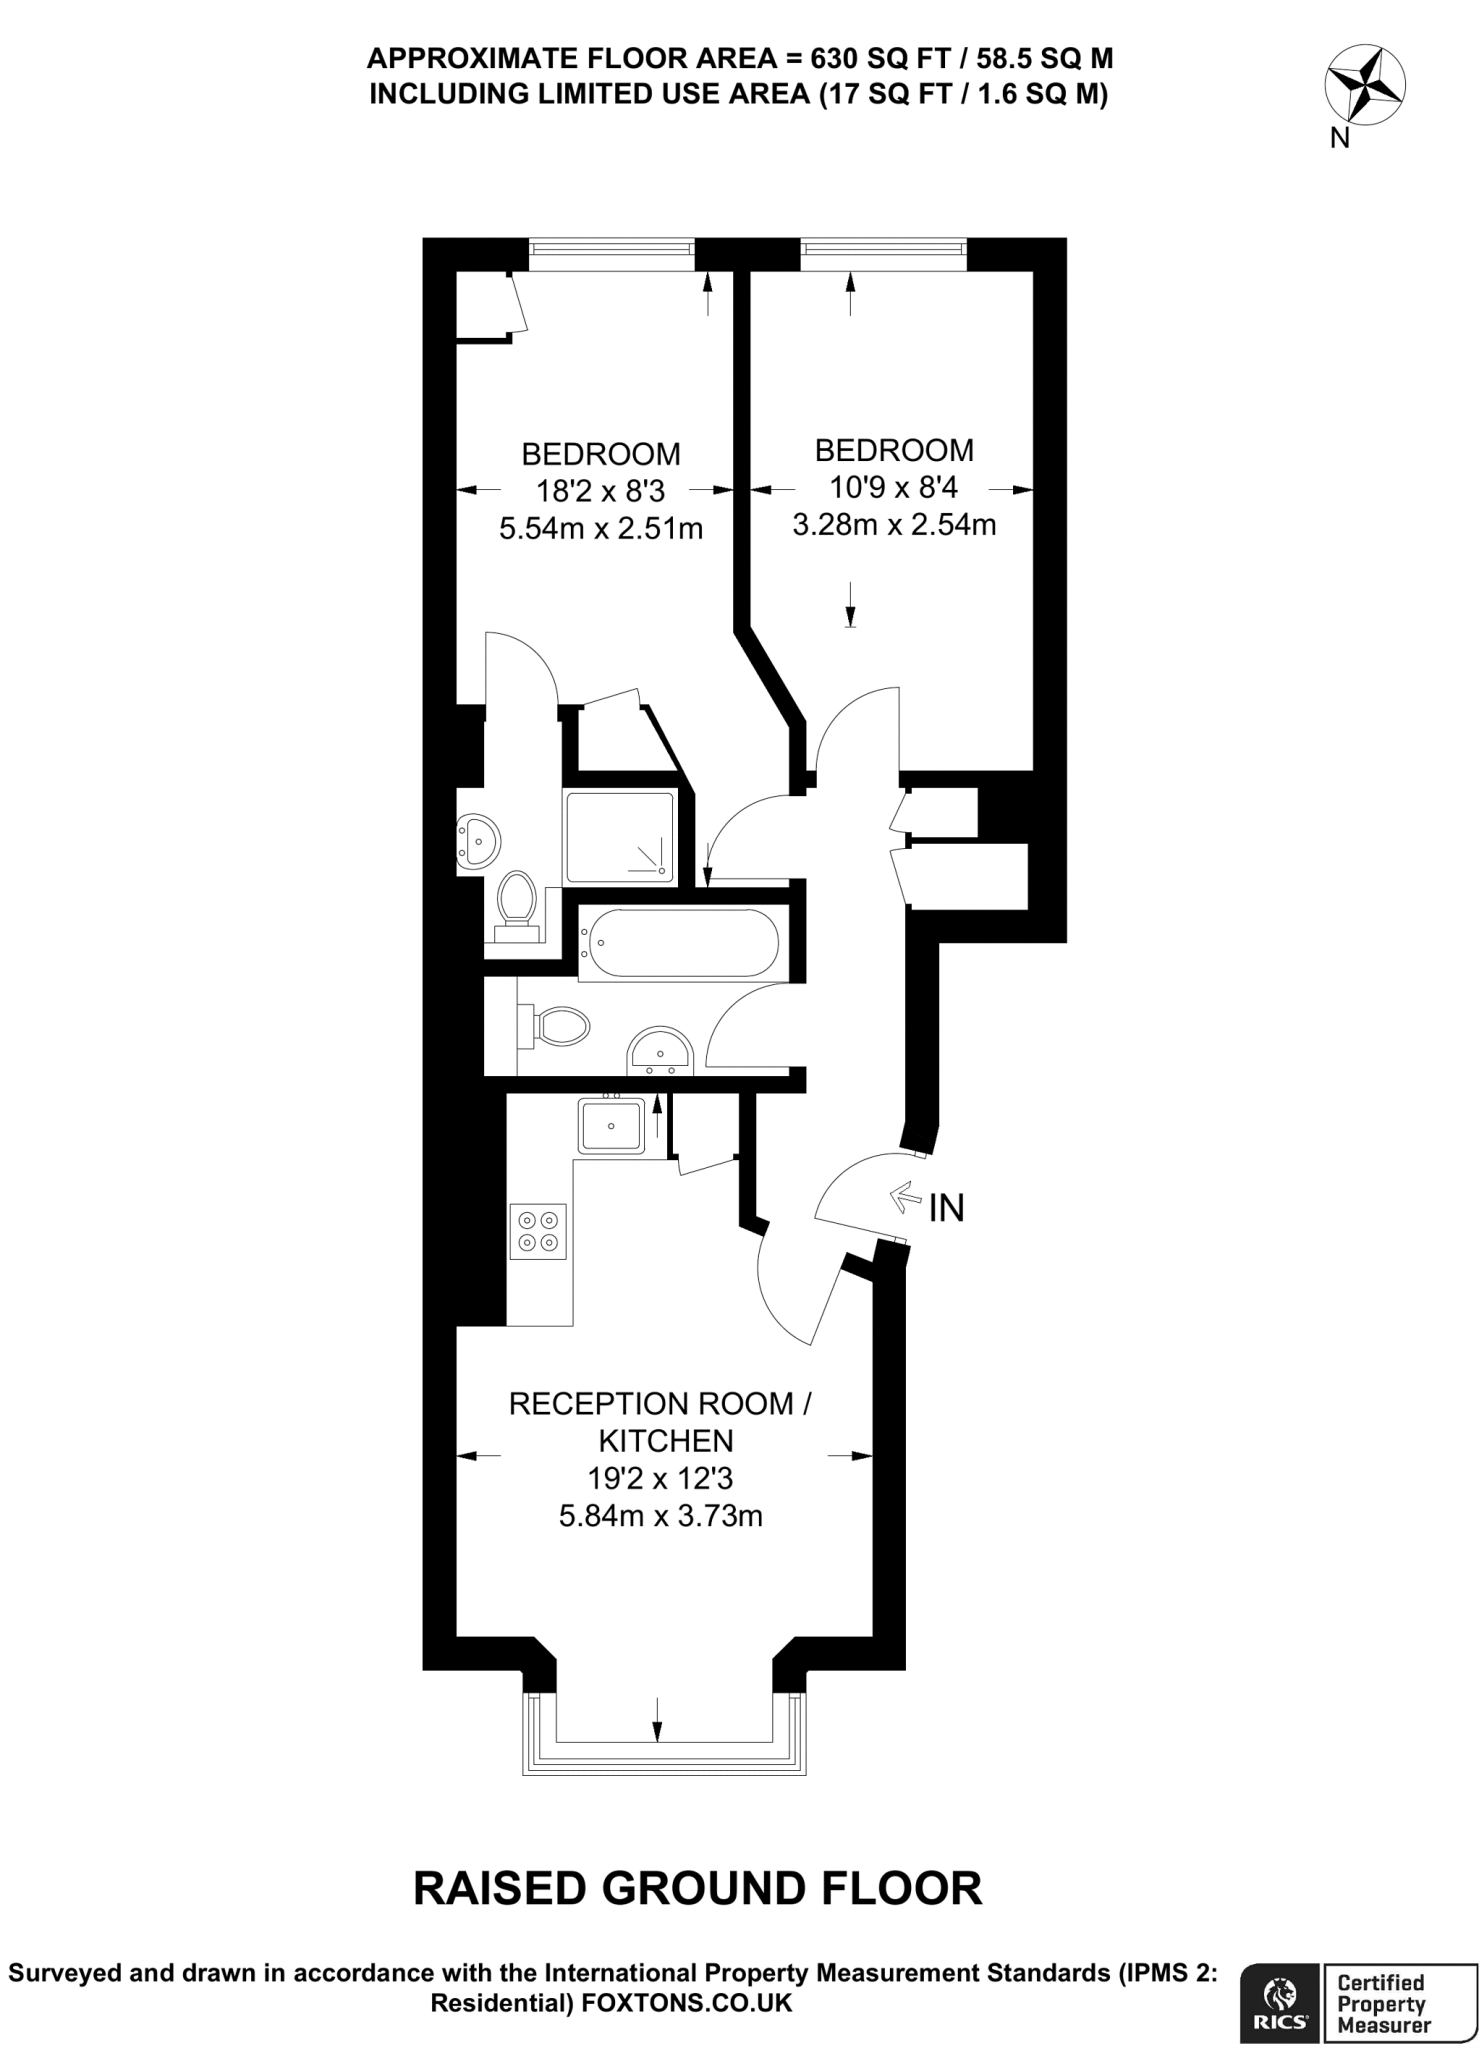 APPROXIMATE FLOOR AREA = 630 SQ FT / 58.5 SQ M
INCLUDING LIMITED USE AREA (17 SQ FT / 1.6 SQ M)
N
BEDROOM
18'2 x 8'3
5.54m x 2.51m
BEDROOM
10'9 x 8'4
3.28m x 2.54m
IN
RECEPTION ROOM /
KITCHEN
19'2 x 12'3
5.84m x 3.73m
RAISED GROUND FLOOR
Surveyed and drawn in accordance with the International Property Measurement Standards (IPMS 2:
Residential) FOXTONS.CO.UK
RICS
Certified
Property
Measurer